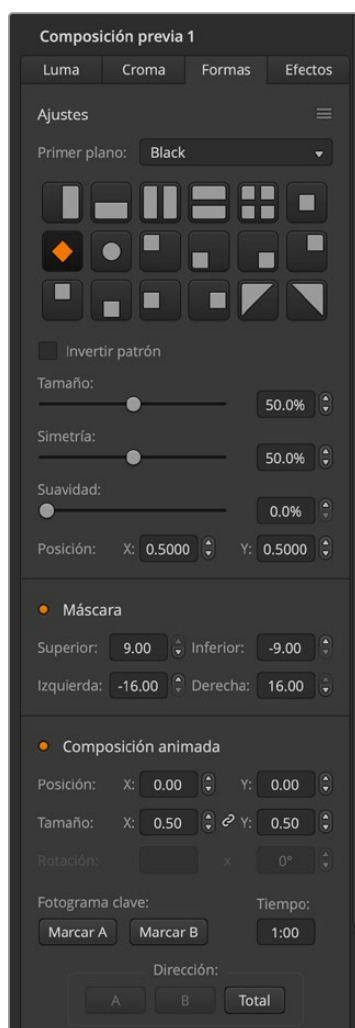 Composición previa 1
Luma Croma Formas Efectos
Ajustes
Primer plano: Black
Invertir patrón
Tamaño:
50.0%
Simetría:
50.0%
Suavidad:
0.0%
Posición: X: 0.5000 Y: 0.5000
Máscara
Superior: 9.00 Inferior: -9.00
Izquierda: -16.00 Derecha: 16.00
Composición animada
Posición: X: 0.00 Y: 0.00
Tamaño: X: 0.50 Y: 0.50
Rotación: x 0°
Fotograma clave: Tiempo:
Marcar A Marcar B 1:00
Dirección:
A B Total